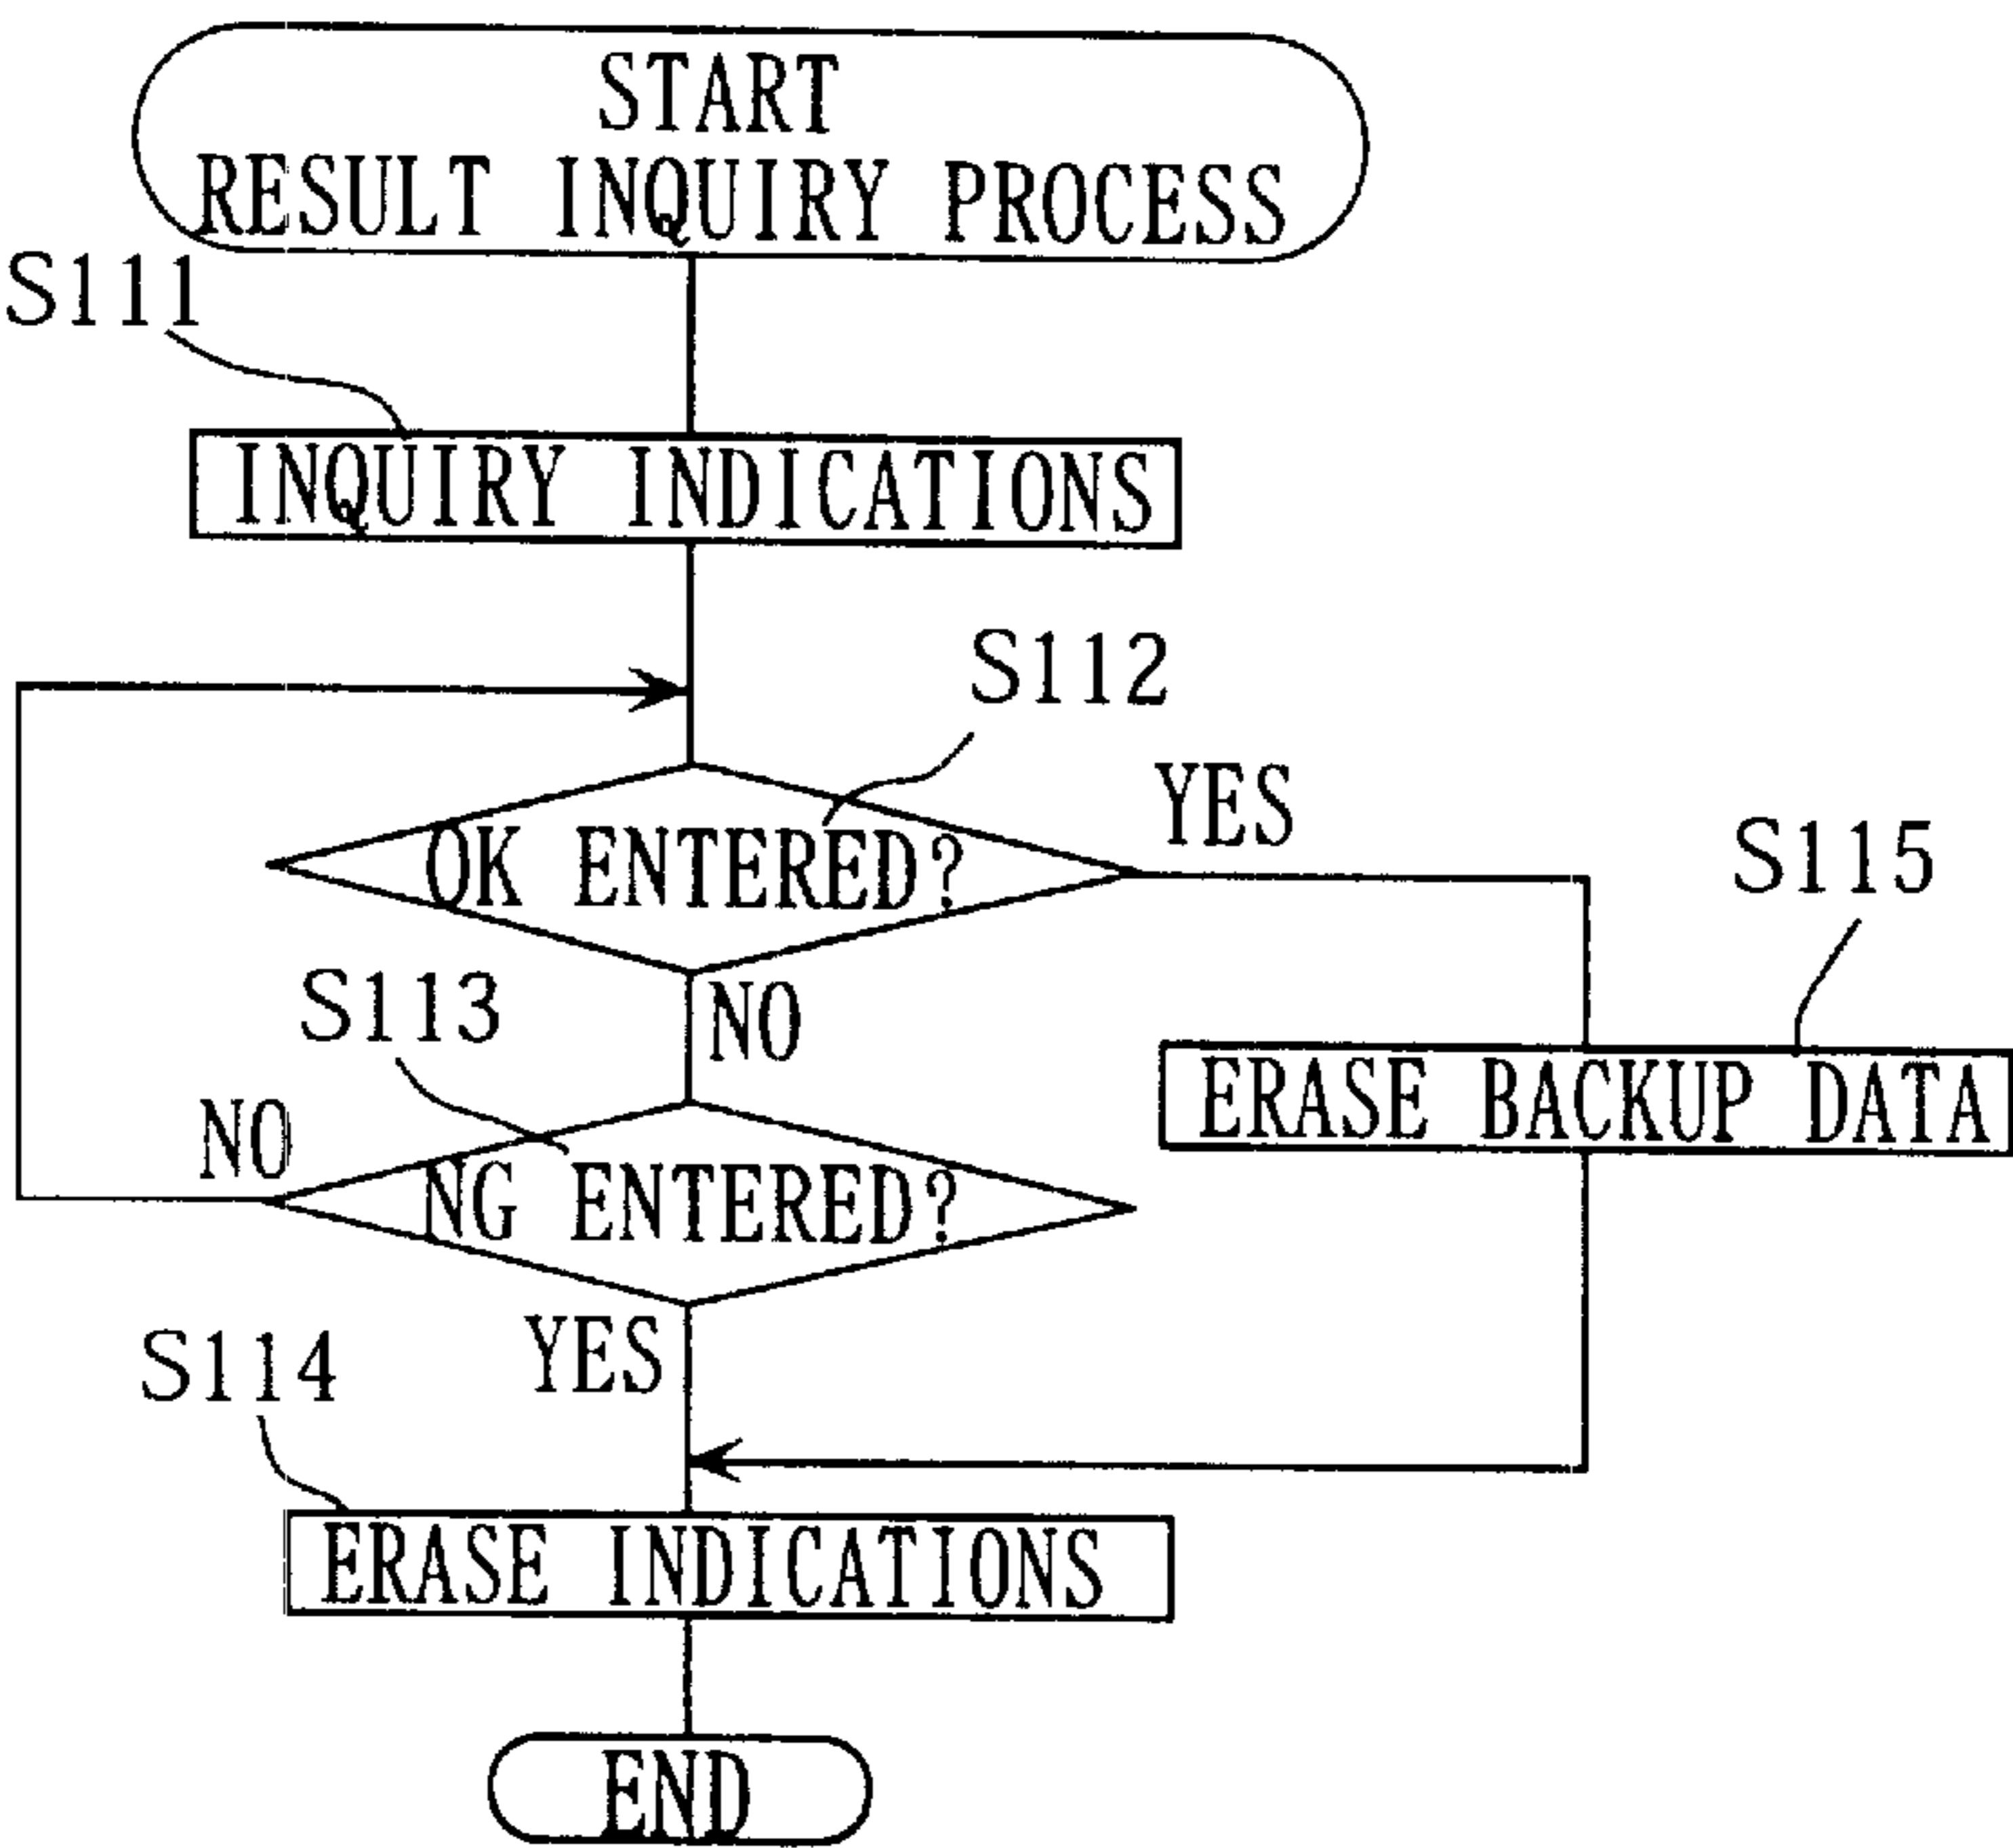 START
RESULT INQUIRY PROCESS
S111
INQUIRY INDICATIONS
S112
OK ENTERED?
YES
S115
S113
NO
ERASE BACKUP DATA
NO
NG ENTERED?
S114
YES
ERASE INDICATIONS
END